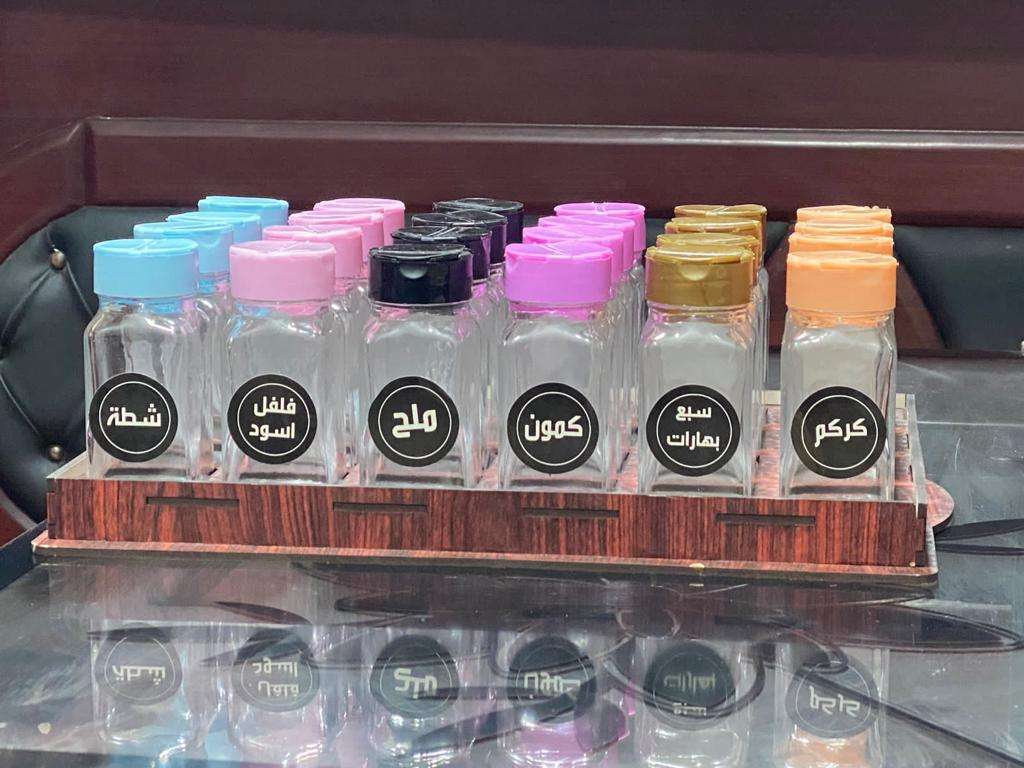 شطة
فلفل
اسود
ملح
كمون
سبع
بهارات
كركم